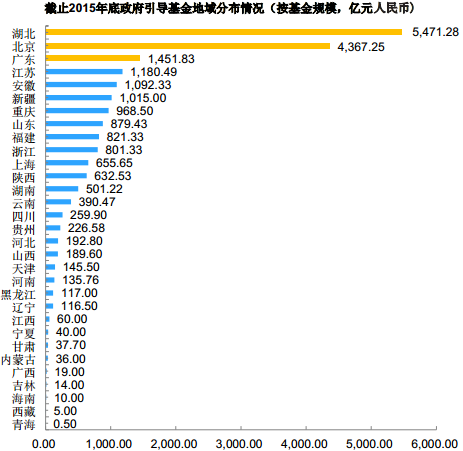 截止2015年底政府引导基金地域分布情况（按基金规模，亿元人民币）
湖北 5,471.28
北京 4,367.25
广东 1,451.83
江苏 1,180.49
安徽 1,092.33
新疆 1,015.00
重庆 968.50
山东 879.43
福建 821.33
浙江 801.33
上海 655.65
陕西 632.53
湖南 501.22
云南 390.47
四川 259.90
贵州 226.58
河北 192.80
山西 189.60
天津 145.50
河南 135.76
黑龙江 117.00
辽宁 116.50
江西 60.00
宁夏 40.00
甘肃 37.70
内蒙古 36.00
广西 19.00
吉林 14.00
海南 10.00
西藏 5.00
青海 0.50
0.00 1,000.00 2,000.00 3,000.00 4,000.00 5,000.00 6,000.00